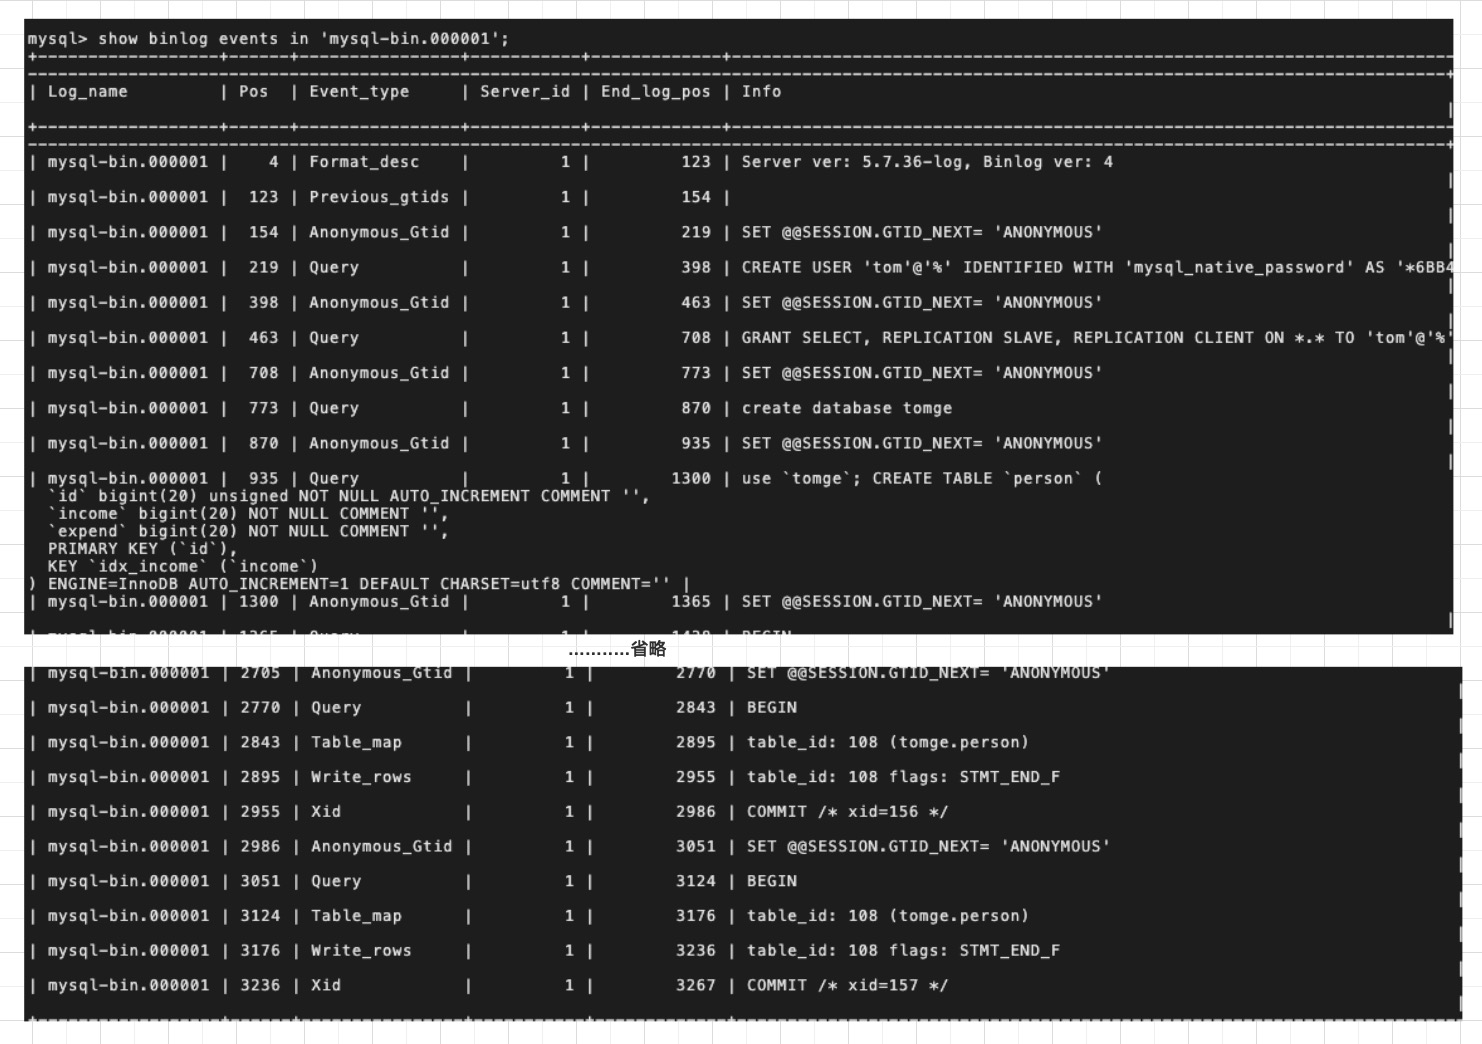 mysql> show binlog events in 'mysql-bin.000001';
| Log_name | Pos | Event_type | Server_id | End_log_pos | Info |
| mysql-bin.000001 | 4 | Format_desc | 1 | 123 | Server ver: 5.7.36-log, Binlog ver: 4 |
| mysql-bin.000001 | 123 | Previous_gtids | 1 | 154 | |
| mysql-bin.000001 | 154 | Anonymous_Gtid | 1 | 219 | SET @@SESSION.GTID_NEXT= 'ANONYMOUS' |
| mysql-bin.000001 | 219 | Query | 1 | 398 | CREATE USER 'tom'@'%' IDENTIFIED WITH 'mysql_native_password' AS '*6BB4
| mysql-bin.000001 | 398 | Anonymous_Gtid | 1 | 463 | SET @@SESSION.GTID_NEXT= 'ANONYMOUS' |
| mysql-bin.000001 | 463 | Query | 1 | 708 | GRANT SELECT, REPLICATION SLAVE, REPLICATION CLIENT ON *.* TO 'tom'@'%'
| mysql-bin.000001 | 708 | Anonymous_Gtid | 1 | 773 | SET @@SESSION.GTID_NEXT= 'ANONYMOUS' |
| mysql-bin.000001 | 773 | Query | 1 | 870 | create database tomge |
| mysql-bin.000001 | 870 | Anonymous_Gtid | 1 | 935 | SET @@SESSION.GTID_NEXT= 'ANONYMOUS' |
| mysql-bin.000001 | 935 | Query | 1 | 1300 | use `tomge`; CREATE TABLE `person` (
`id` bigint(20) unsigned NOT NULL AUTO_INCREMENT COMMENT '',
`income` bigint(20) NOT NULL COMMENT '',
`expend` bigint(20) NOT NULL COMMENT '',
PRIMARY KEY (`id`),
KEY `idx_income` (`income`)
) ENGINE=InnoDB AUTO_INCREMENT=1 DEFAULT CHARSET=utf8 COMMENT='' |
| mysql-bin.000001 | 1300 | Anonymous_Gtid | 1 | 1365 | SET @@SESSION.GTID_NEXT= 'ANONYMOUS' |
...........省略
| mysql-bin.000001 | 2705 | Anonymous_Gtid | 1 | 2770 | SET @@SESSION.GTID_NEXT= 'ANONYMOUS' |
| mysql-bin.000001 | 2770 | Query | 1 | 2843 | BEGIN |
| mysql-bin.000001 | 2843 | Table_map | 1 | 2895 | table_id: 108 (tomge.person) |
| mysql-bin.000001 | 2895 | Write_rows | 1 | 2955 | table_id: 108 flags: STMT_END_F |
| mysql-bin.000001 | 2955 | Xid | 1 | 2986 | COMMIT /* xid=156 */ |
| mysql-bin.000001 | 2986 | Anonymous_Gtid | 1 | 3051 | SET @@SESSION.GTID_NEXT= 'ANONYMOUS' |
| mysql-bin.000001 | 3051 | Query | 1 | 3124 | BEGIN |
| mysql-bin.000001 | 3124 | Table_map | 1 | 3176 | table_id: 108 (tomge.person) |
| mysql-bin.000001 | 3176 | Write_rows | 1 | 3236 | table_id: 108 flags: STMT_END_F |
| mysql-bin.000001 | 3236 | Xid | 1 | 3267 | COMMIT /* xid=157 */ |